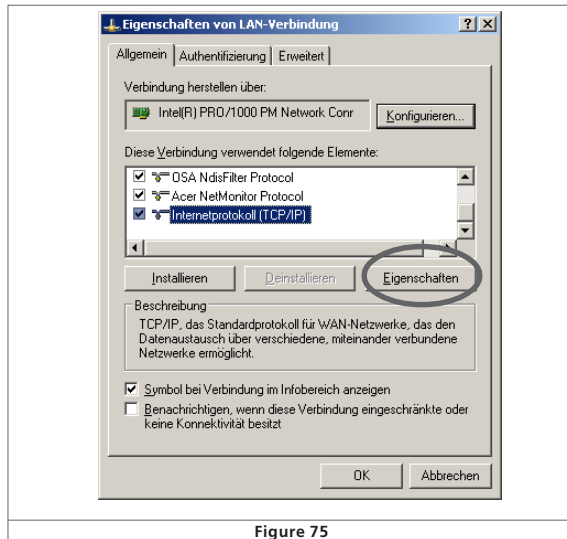 Eigenschaften von LAN-Verbindung
Allgemein Authentifizierung Erweitert
Verbindung herstellen über:
Intel(R) PRO/1000 PM Network Conr Konfigurieren...
Diese Verbindung verwendet folgende Elemente:
OSA NdisFilter Protocol
Acer NetMonitor Protocol
Internetprotokoll (TCP/IP)
Installieren Deinstallieren Eigenschaften
Beschreibung
TCP/IP, das Standardprotokoll für WAN-Netzwerke, das den
Datenaustausch über verschiedene, miteinander verbundene
Netzwerke ermöglicht.
Symbol bei Verbindung im Infobereich anzeigen
Benachrichtigen, wenn diese Verbindung eingeschränkte oder
keine Konnektivität besitzt
OK Abbrechen
Figure 75